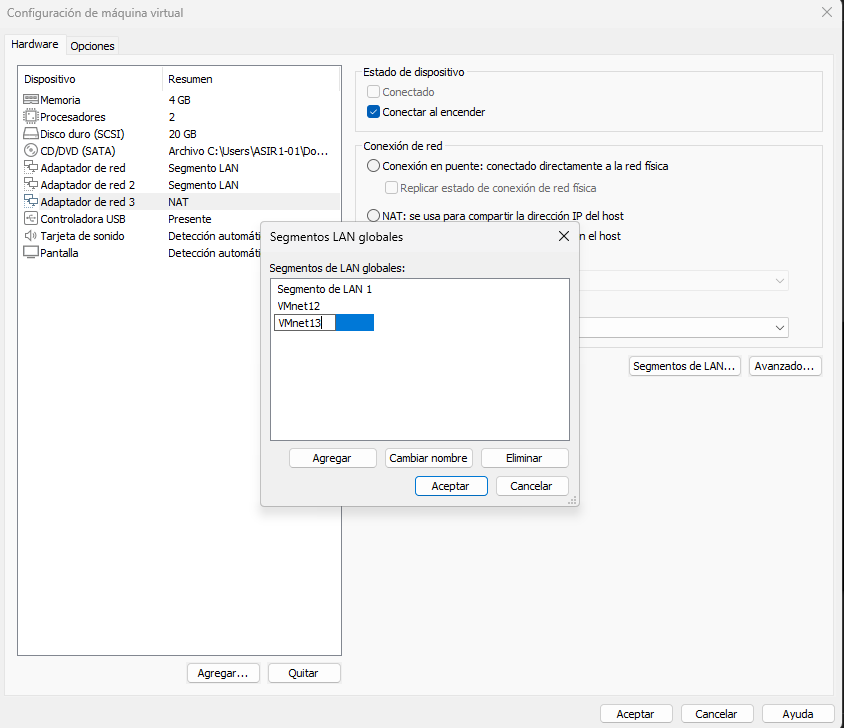 Configuración de máquina virtual
Hardware Opciones
Dispositivo Resumen
Memoria 4 GB
Procesadores 2
Disco duro (SCSI) 20 GB
CD/DVD (SATA) Archivo C:\Users\ASIR1-01\Do...
Adaptador de red Segmento LAN
Adaptador de red 2 Segmento LAN
Adaptador de red 3 NAT
Controladora USB Presente
Tarjeta de sonido Detección automáti
Pantalla Detección automáti
Agregar... Quitar
Estado de dispositivo
Conectado
Conectar al encender
Conexión de red
Conexión en puente: conectado directamente a la red física
Replicar estado de conexión de red física
NAT: se usa para compartir la dirección IP del host
n el host
Segmentos de LAN... Avanzado...
Segmentos LAN globales
Segmentos de LAN globales:
Segmento de LAN 1
VMnet12
VMnet13
Agregar Cambiar nombre Eliminar
Aceptar Cancelar
Aceptar Cancelar Ayuda